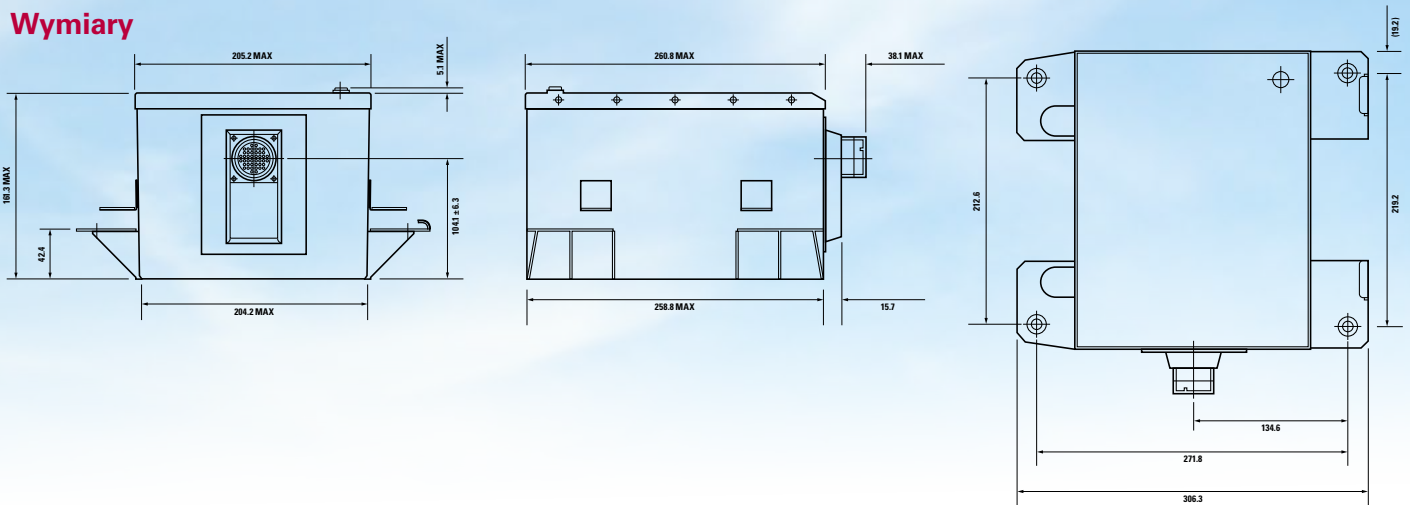 Wymiary
205.2 MAX
5.1 MAX
161.3 MAX
42.4
104.1 ± 6.3
204.2 MAX
260.8 MAX
38.1 MAX
258.8 MAX
15.7
(19.2)
212.6
219.2
134.6
271.8
306.3